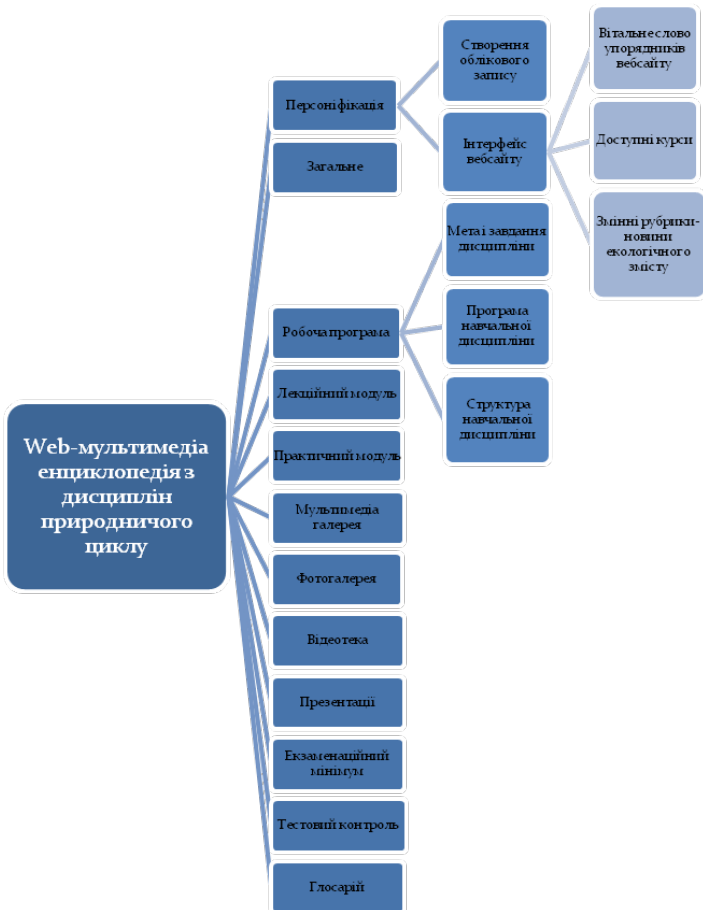 Web-мультимедіа
енциклопедія з
дисциплін
природничого
циклу
Персоніфікація
Створення
облікового
запису
Інтерфейс
вебсайту
Вітальне слово
упорядників
вебсайту
Доступні курси
Змінні рубрики-
новини
екологічного
змісту
Загальне
Робоча програма
Мета і завдання
дисципліни
Програма
навчальної
дисципліни
Структура
навчальної
дисципліни
Лекційний модуль
Практичний модуль
Мультимедіа
галерея
Фотогалерея
Відеотека
Презентації
Екзаменаційний
мінімум
Тестовий контроль
Глосарій